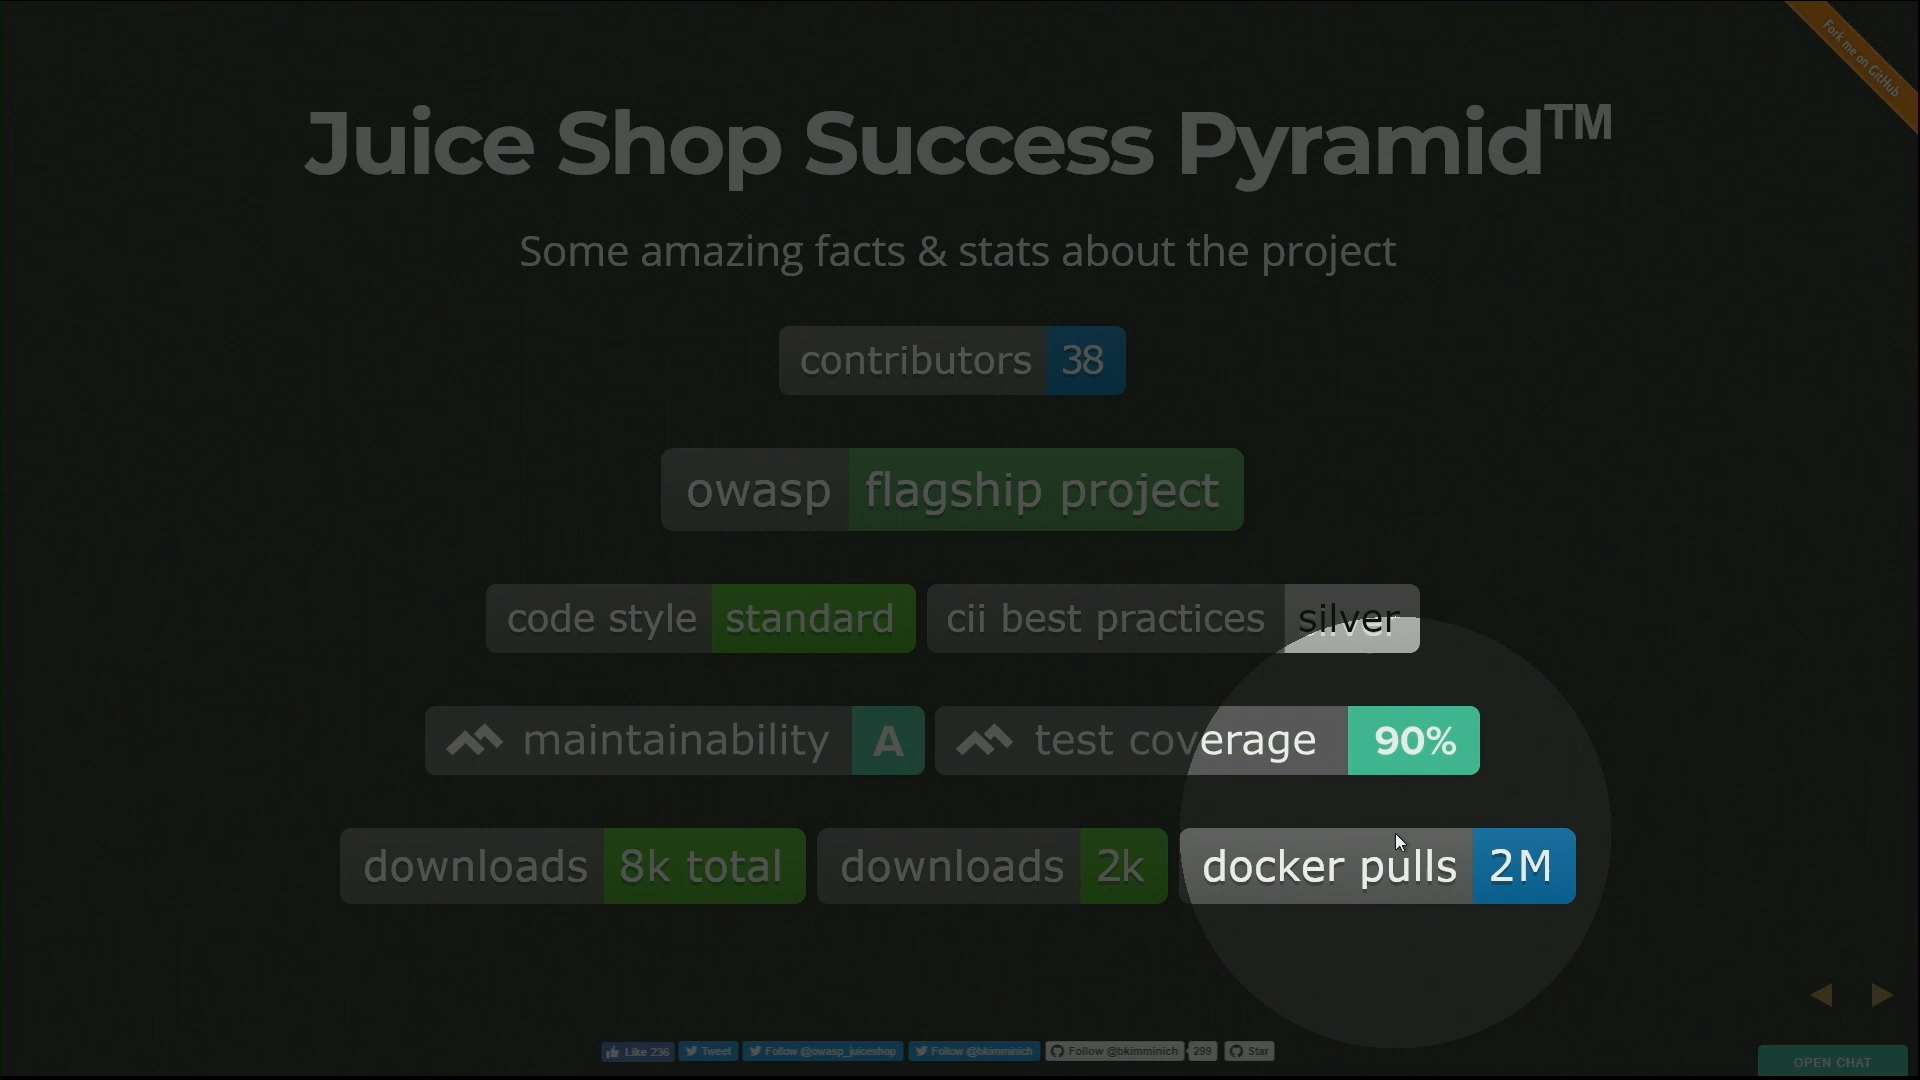 Fork me on GitHub
Juice Shop Success Pyramid™
Some amazing facts & stats about the project
contributors 38
owasp flagship project
code style standard cii best practices silver
maintainability A test coverage 90%
downloads 8k total downloads 2k docker pulls 2M
Like 236 Tweet Follow @owasp_juiceshop Follow @bkimminich Follow @bkimminich 299 Star
OPEN CHAT